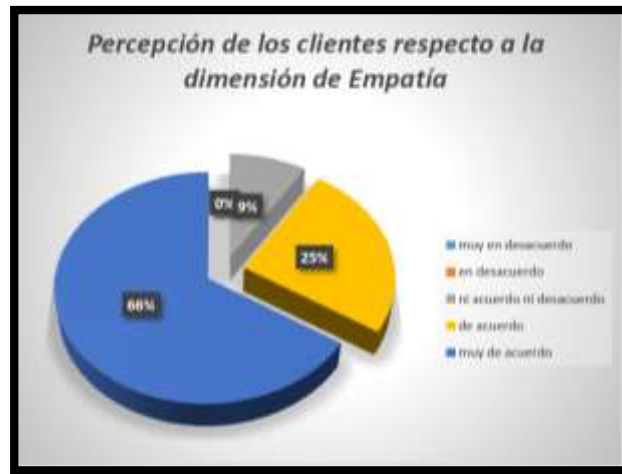 Percepción de los clientes respecto a la
dimensión de Empatía
0%
9%
25%
66%
muy en desacuerdo
en desacuerdo
ni acuerdo ni desacuerdo
de acuerdo
muy de acuerdo